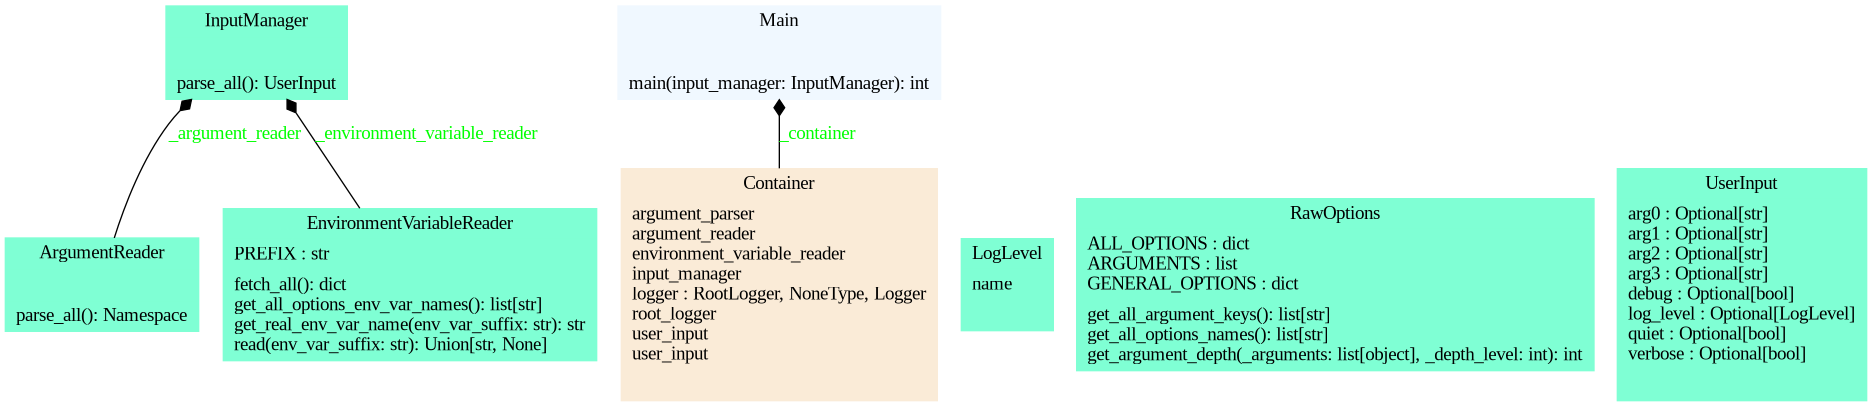 InputManager
parse_all(): UserInput
Main
main(input_manager: InputManager): int
_argument_reader
_environment_variable_reader
_container
ArgumentReader
parse_all(): Namespace
EnvironmentVariableReader
PREFIX : str
fetch_all(): dict
get_all_options_env_var_names(): list[str]
get_real_env_var_name(env_var_suffix: str): str
read(env_var_suffix: str): Union[str, None]
Container
argument_parser
argument_reader
environment_variable_reader
input_manager
logger : RootLogger, NoneType, Logger
root_logger
user_input
user_input
LogLevel
name
RawOptions
ALL_OPTIONS : dict
ARGUMENTS : list
GENERAL_OPTIONS : dict
get_all_argument_keys(): list[str]
get_all_options_names(): list[str]
get_argument_depth(_arguments: list[object], _depth_level: int): int
UserInput
arg0 : Optional[str]
arg1 : Optional[str]
arg2 : Optional[str]
arg3 : Optional[str]
debug : Optional[bool]
log_level : Optional[LogLevel]
quiet : Optional[bool]
verbose : Optional[bool]